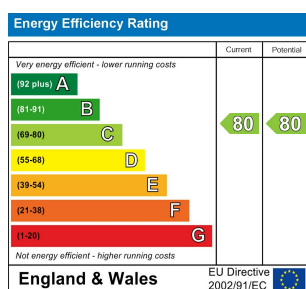 Energy Efficiency Rating
Current Potential
Very energy efficient - lower running costs
(92 plus) A
(81-91) B
(69-80) C
80 80
(55-68) D
(39-54) E
(21-38) F
(1-20) G
Not energy efficient - higher running costs
England & Wales
EU Directive
2002/91/EC